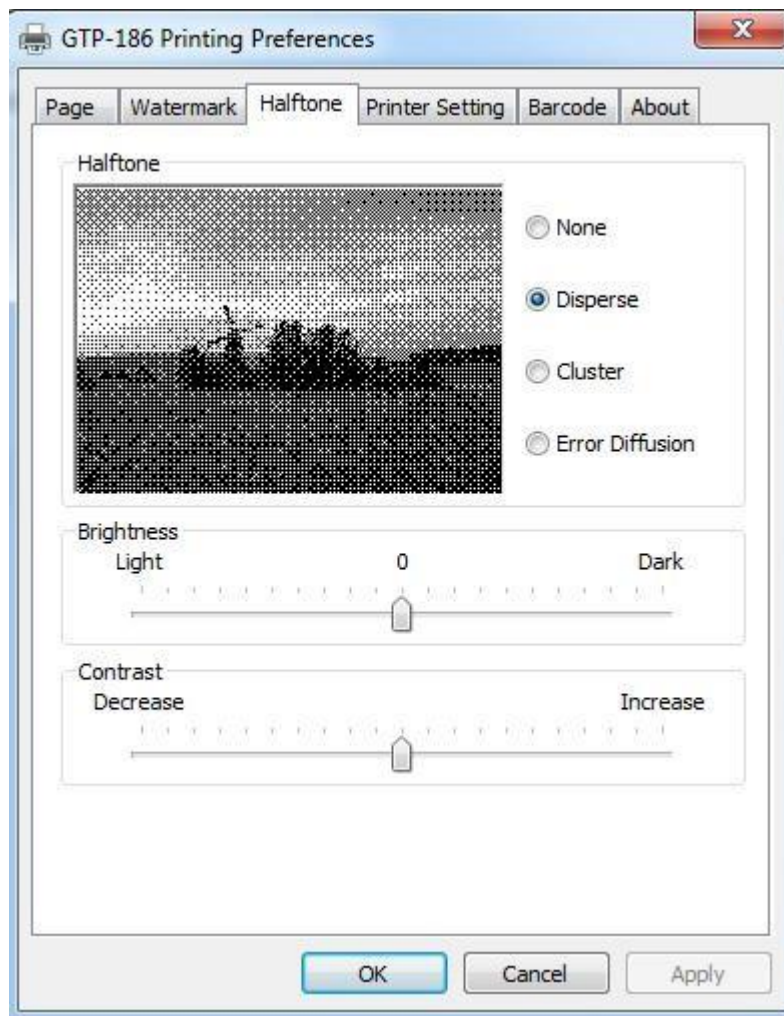 GTP-186 Printing Preferences
Page Watermark Halftone Printer Setting Barcode About
Halftone
None
Disperse
Cluster
Error Diffusion
Brightness
Light 0 Dark
Contrast
Decrease Increase
OK Cancel Apply